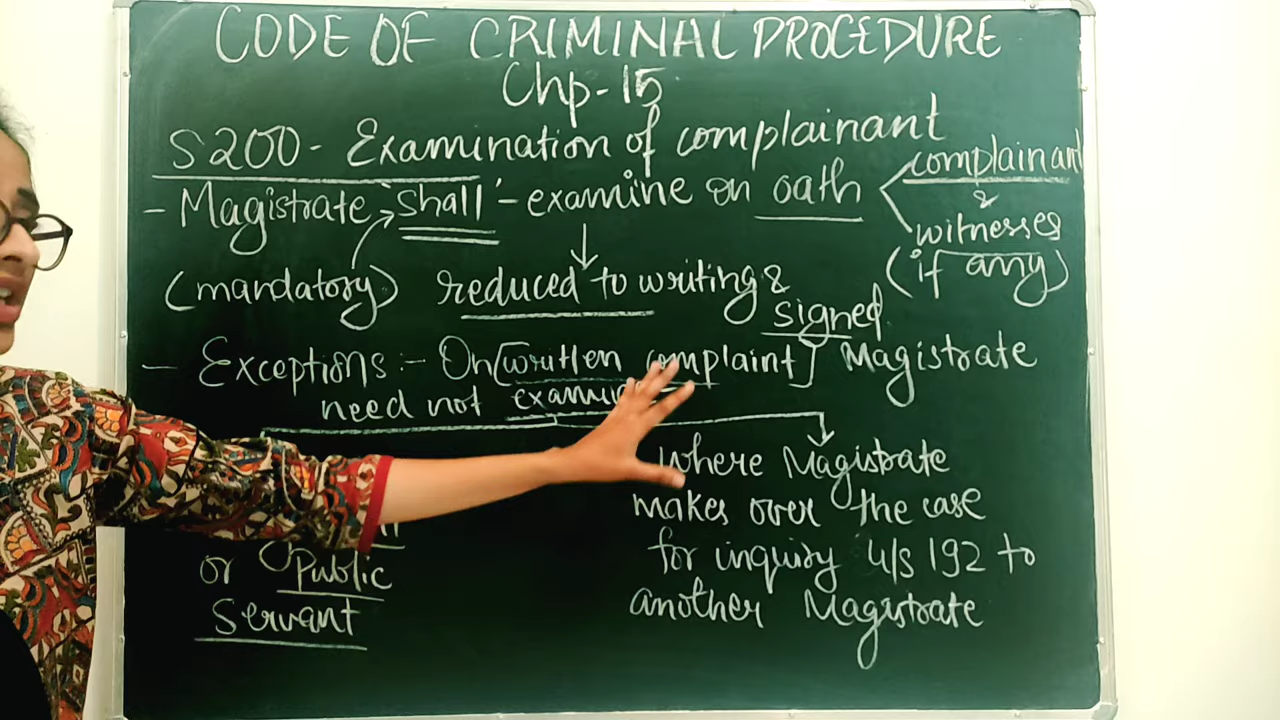 CODE OF CRIMINAL PROCEDURE
Chp-15
S200 - Examination of complainant
- Magistrate "shall" - examine on oath
complainant
&
witnesses
(if any)
(mandatory)
reduced to writing &
signed
- Exceptions :- On [written complaint] Magistrate
need not
or
Public
Servant
where Magistrate
makes over the case
for inquiry u/s 192 to
another Magistrate